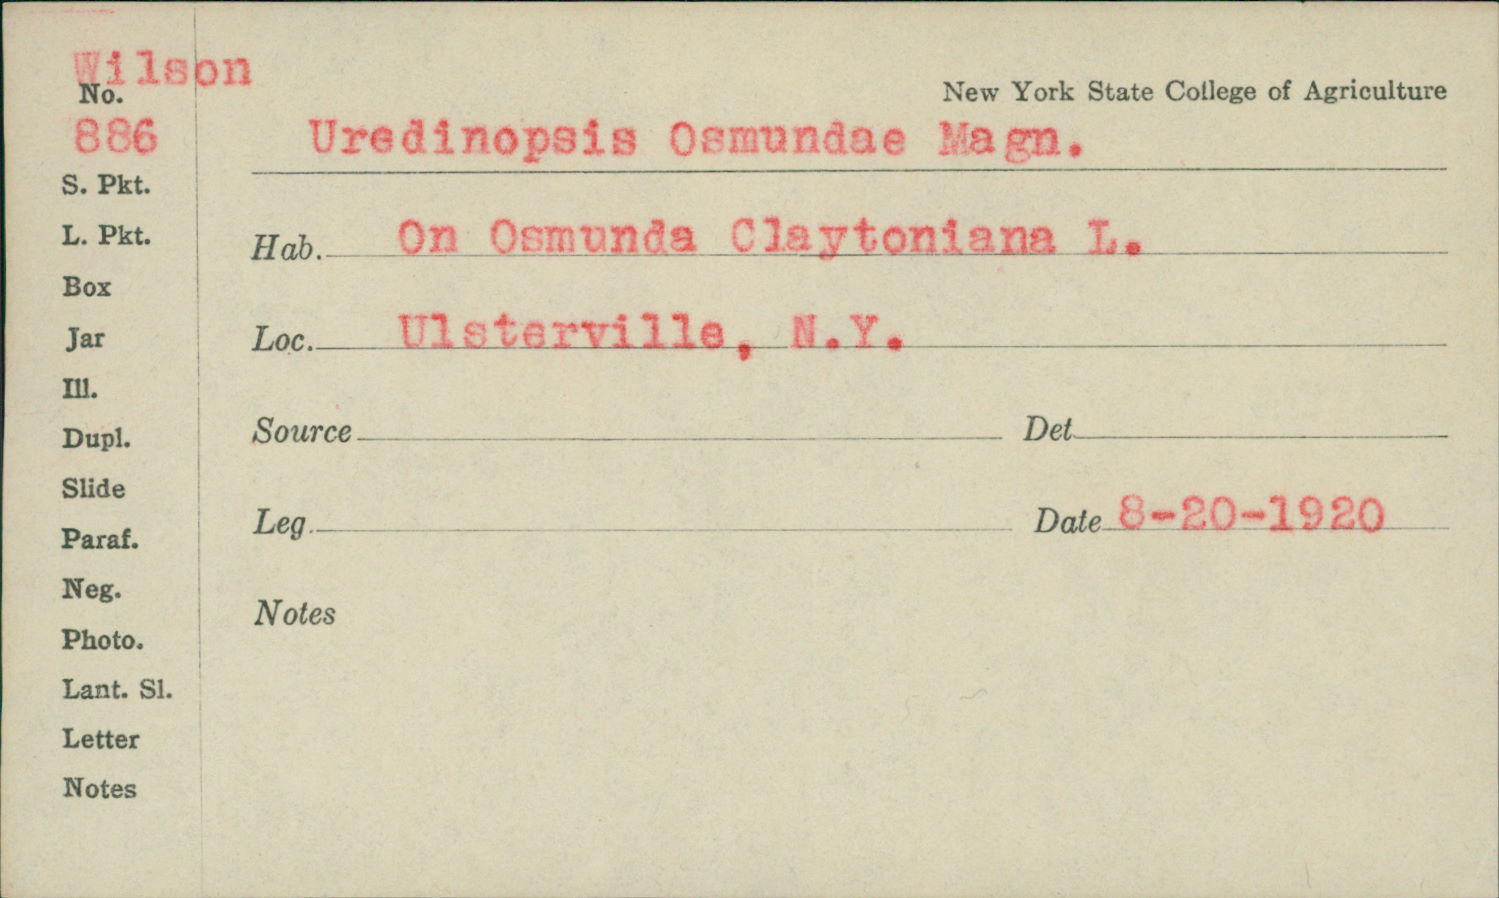 Wilson
No.
886
S. Pkt.
L. Pkt.
Box
Jar
Ill.
Dupl.
Slide
Paraf.
Neg.
Photo.
Lant. Sl.
Letter
Notes
New York State College of Agriculture
Uredinopsis Osmundae Magn.
Hab. On Osmunda Claytoniana L.
Loc. Ulsterville, N.Y.
Source Det
Leg. Date 8-20-1920
Notes